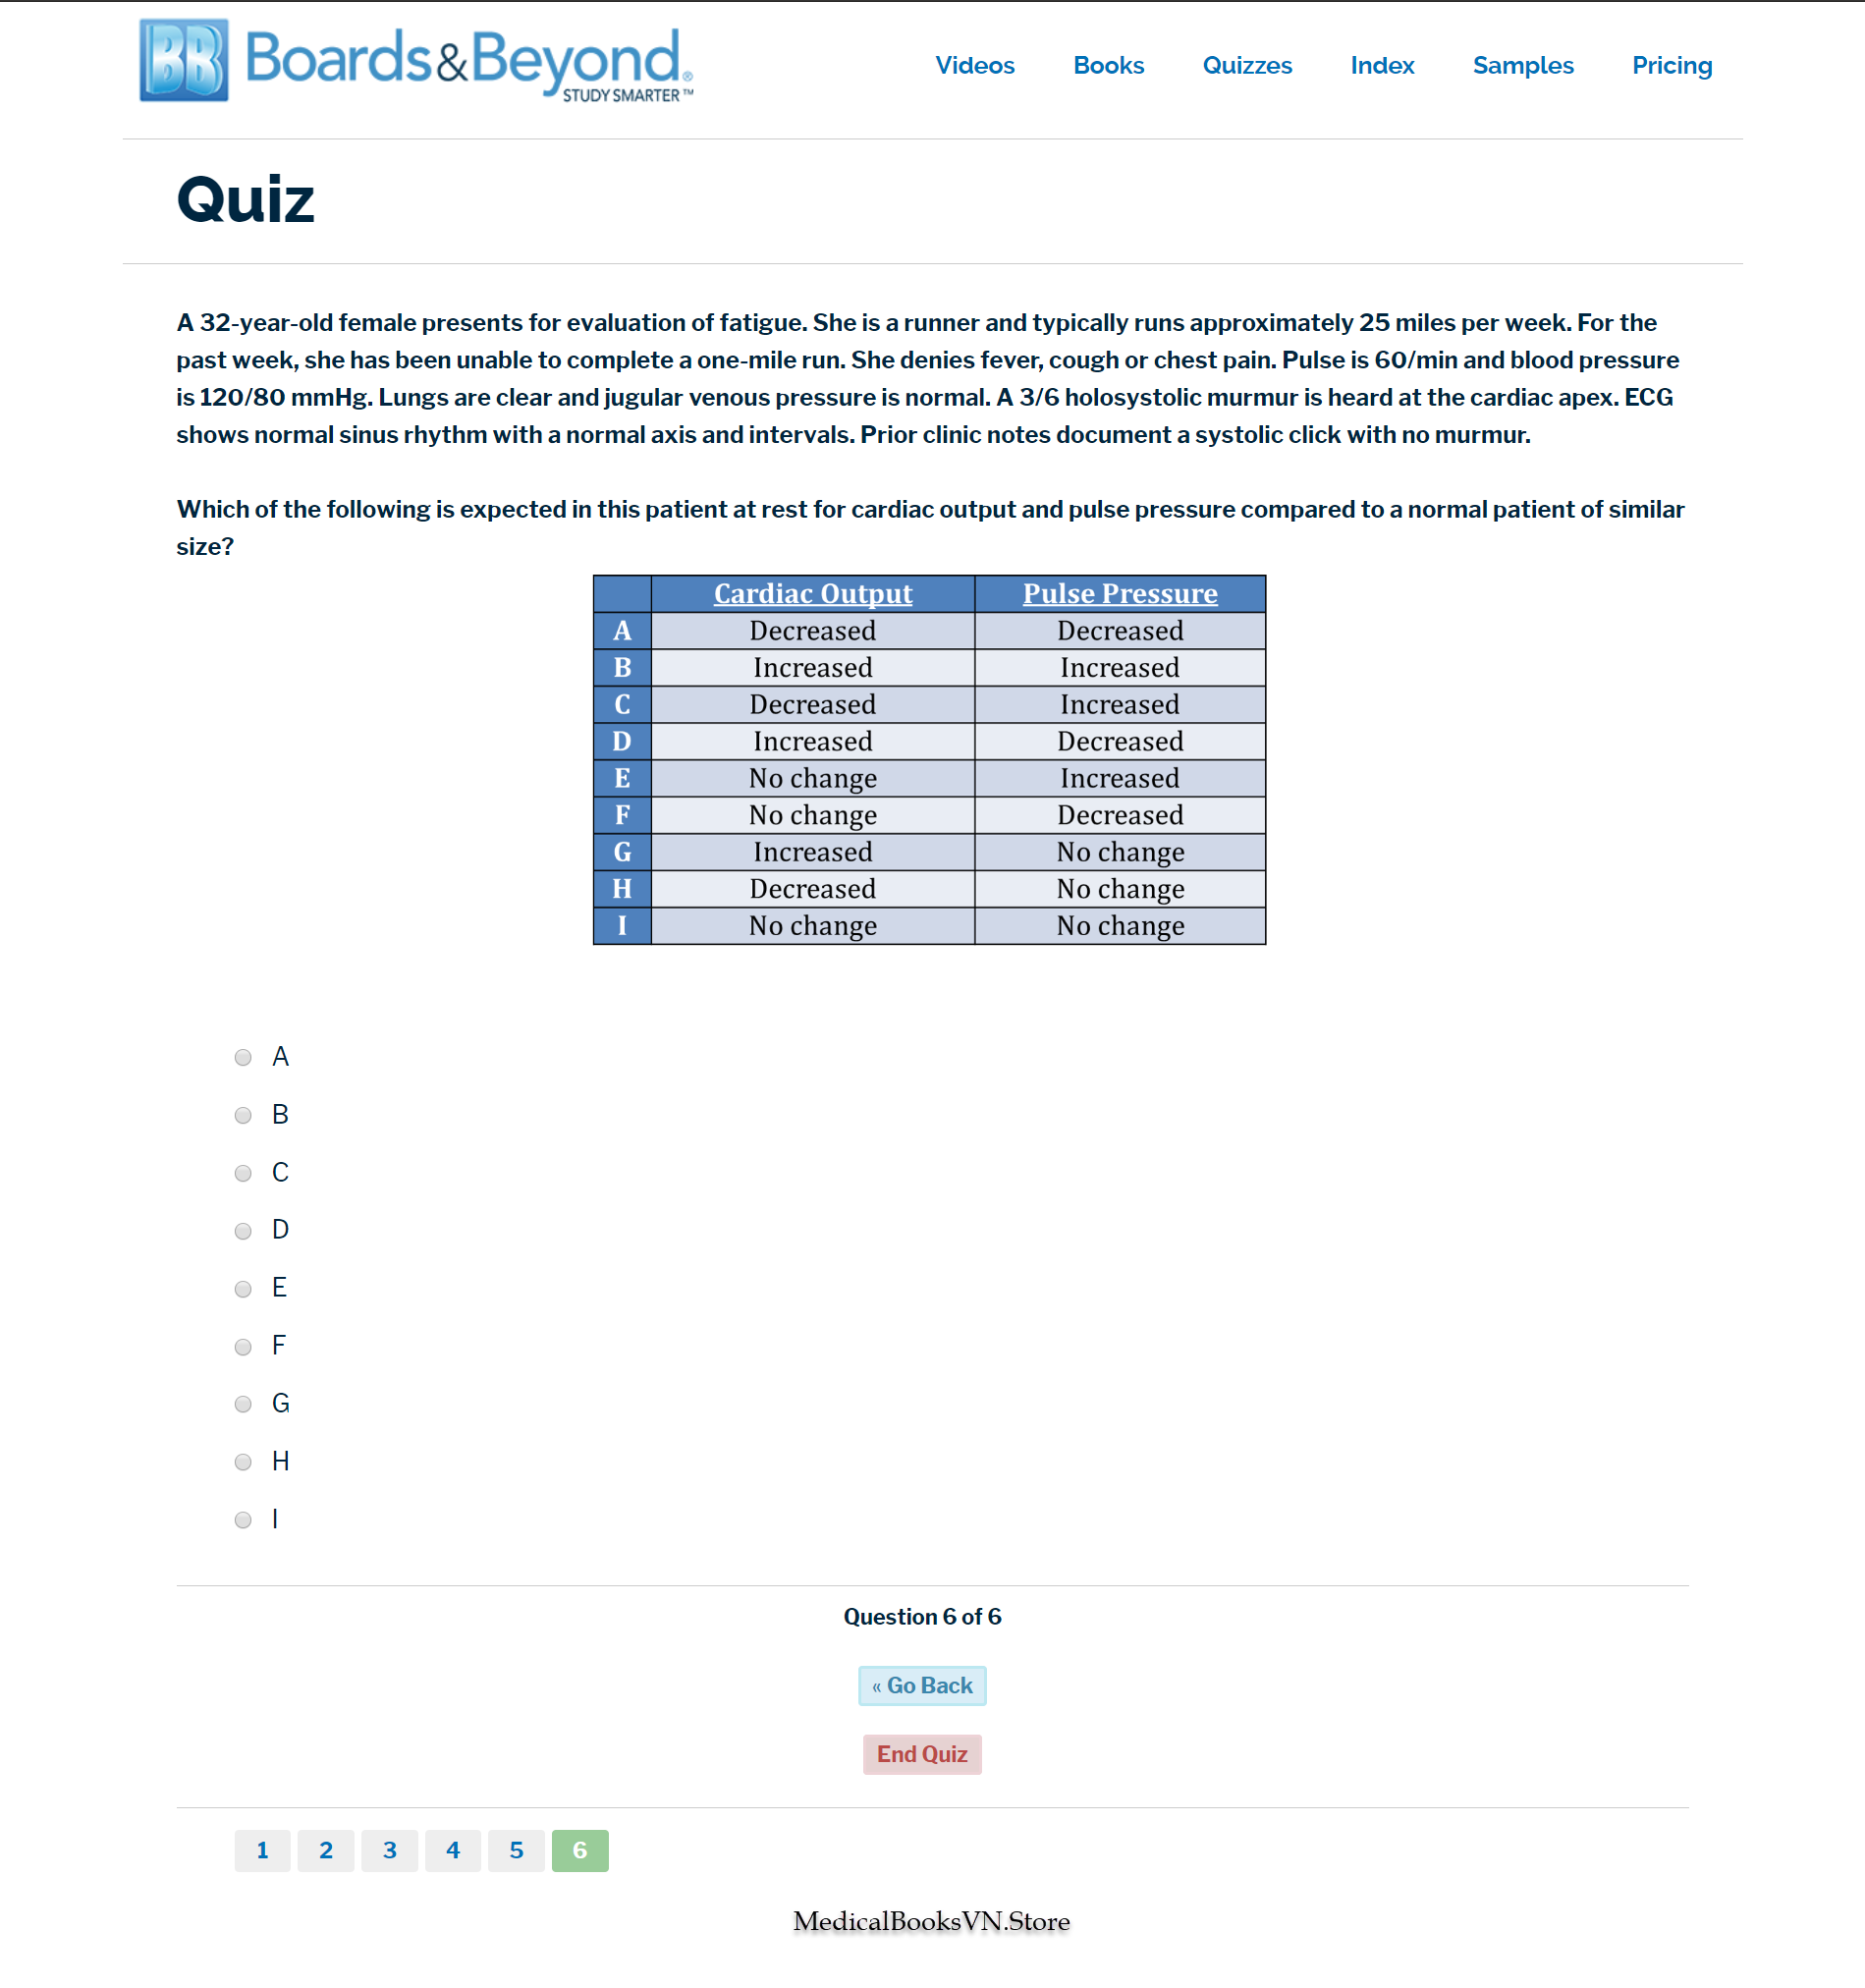 BB Boards&Beyond®
STUDY SMARTER™
Videos Books Quizzes Index Samples Pricing
Quiz
A 32-year-old female presents for evaluation of fatigue. She is a runner and typically runs approximately 25 miles per week. For the
past week, she has been unable to complete a one-mile run. She denies fever, cough or chest pain. Pulse is 60/min and blood pressure
is 120/80 mmHg. Lungs are clear and jugular venous pressure is normal. A 3/6 holosystolic murmur is heard at the cardiac apex. ECG
shows normal sinus rhythm with a normal axis and intervals. Prior clinic notes document a systolic click with no murmur.
Which of the following is expected in this patient at rest for cardiac output and pulse pressure compared to a normal patient of similar
size?
Cardiac Output Pulse Pressure
A Decreased Decreased
B Increased Increased
C Decreased Increased
D Increased Decreased
E No change Increased
F No change Decreased
G Increased No change
H Decreased No change
I No change No change
A
B
C
D
E
F
G
H
I
Question 6 of 6
« Go Back
End Quiz
1 2 3 4 5 6
MedicalBooksVN.Store